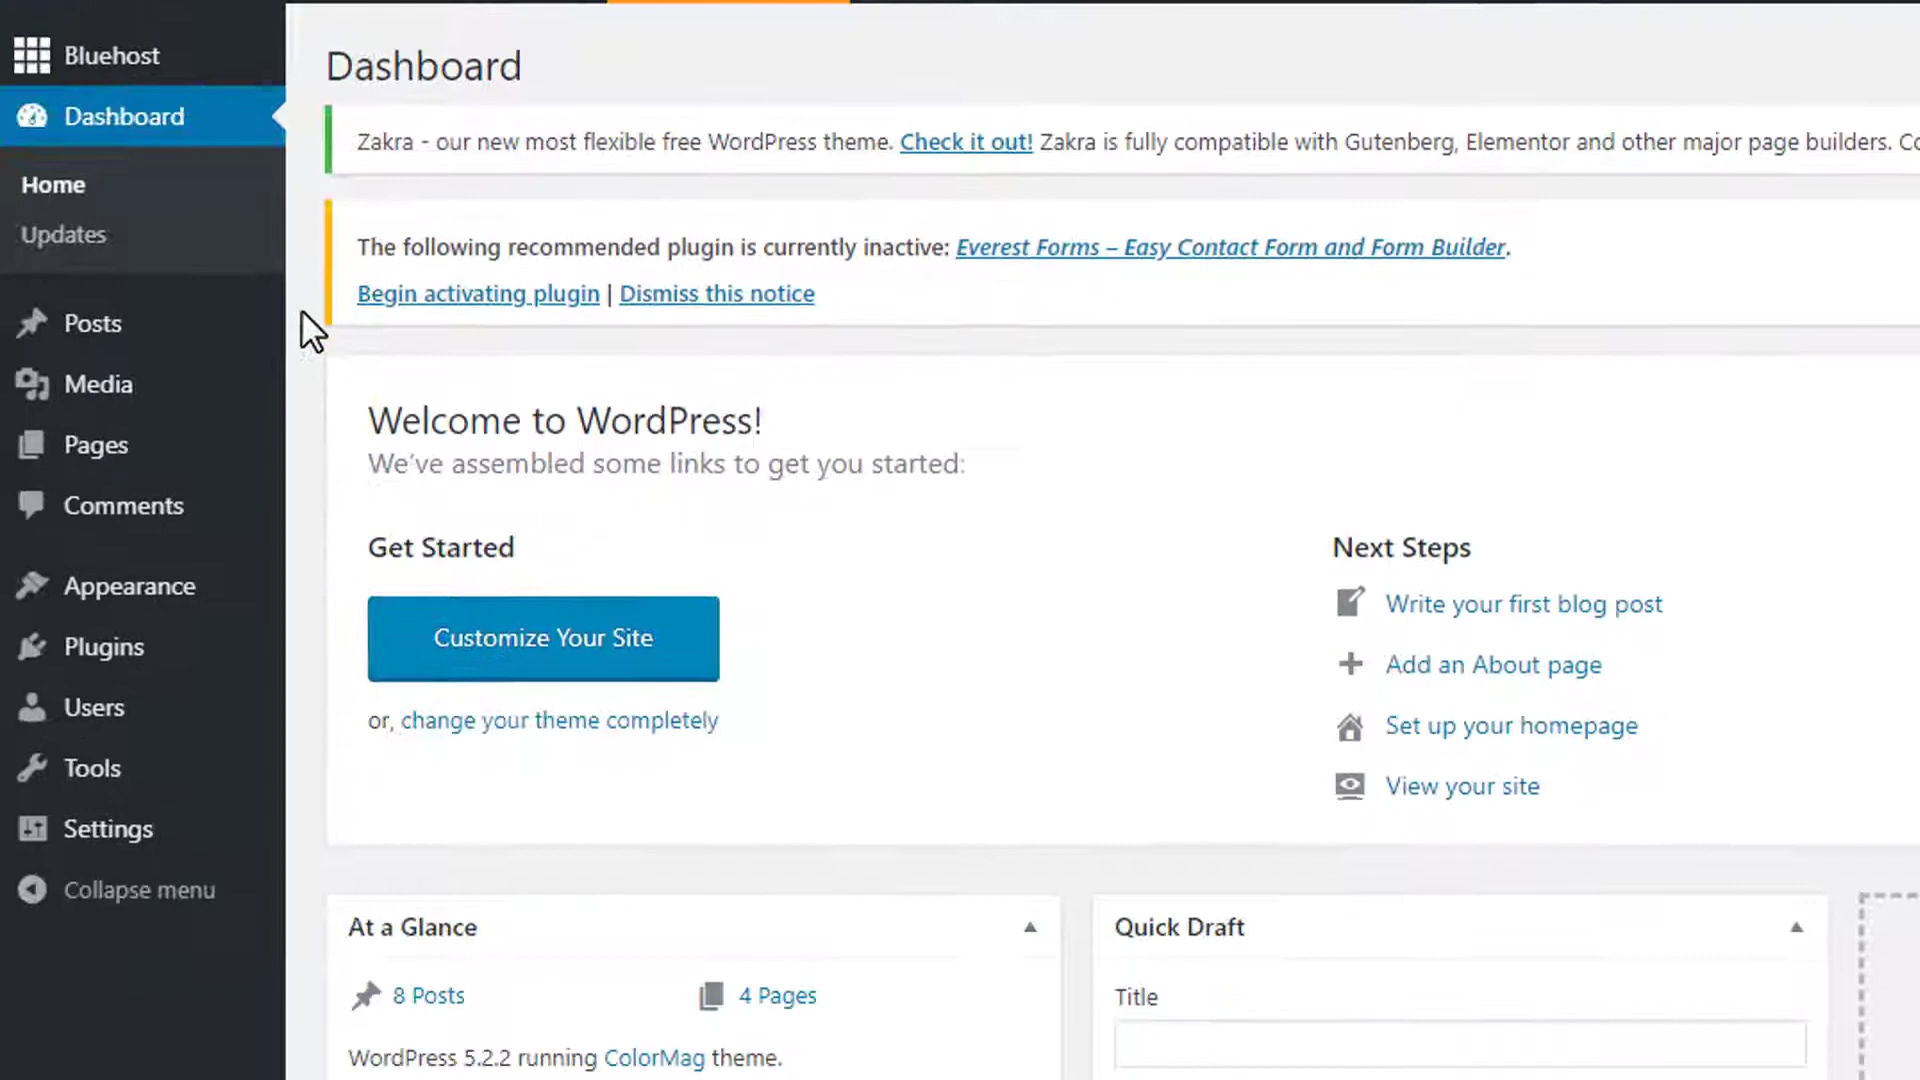 Bluehost
Dashboard
Home
Updates
Posts
Media
Pages
Comments
Appearance
Plugins
Users
Tools
Settings
Collapse menu
Dashboard
Zakra - our new most flexible free WordPress theme. Check it out! Zakra is fully compatible with Gutenberg, Elementor and other major page builders. Co
The following recommended plugin is currently inactive: Everest Forms – Easy Contact Form and Form Builder.
Begin activating plugin | Dismiss this notice
Welcome to WordPress!
We've assembled some links to get you started:
Get Started
Customize Your Site
or, change your theme completely
Next Steps
Write your first blog post
Add an About page
Set up your homepage
View your site
At a Glance
8 Posts
4 Pages
WordPress 5.2.2 running ColorMag theme.
Quick Draft
Title